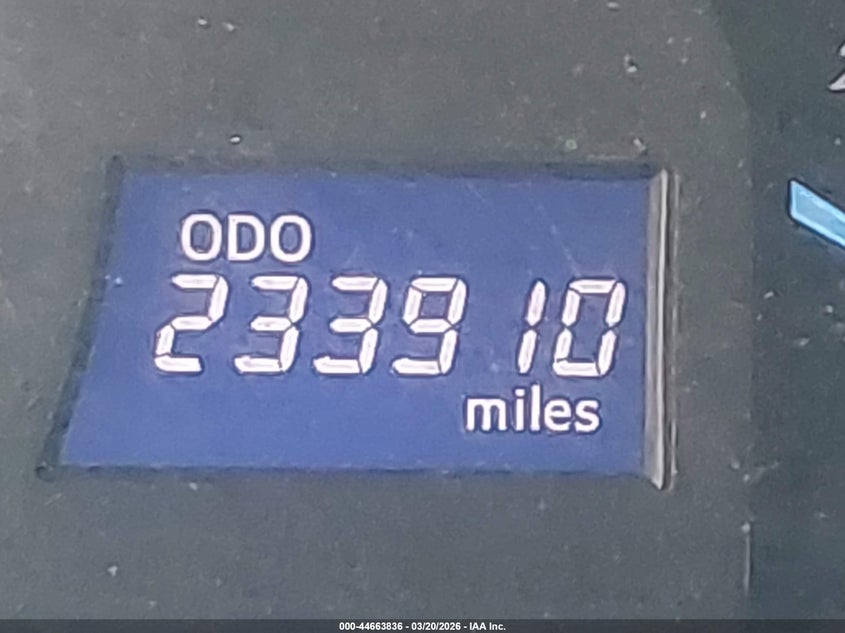 ODO
233910
miles
000-44663836 - 03/20/2026 - IAA Inc.